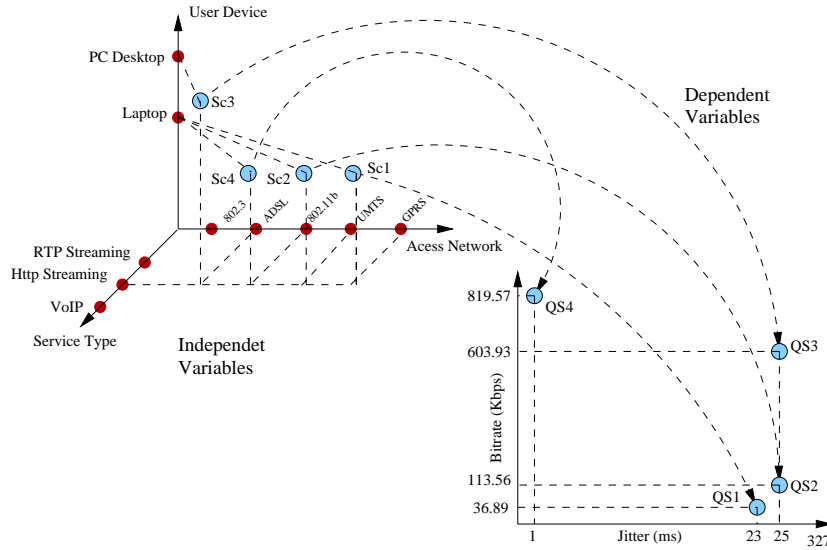 User Device
PC Desktop
Sc3
Dependent
Variables
Laptop
Sc4
Sc2
Sc1
802.3
ADSL
802.11b
UMTS
GPRS
Acess Network
RTP Streaming
Http Streaming
VoIP
Service Type
Independet
Variables
819.57
QS4
603.93
QS3
Bitrate (Kbps)
113.56
QS2
QS1
36.89
1
Jitter (ms)
23
25
327